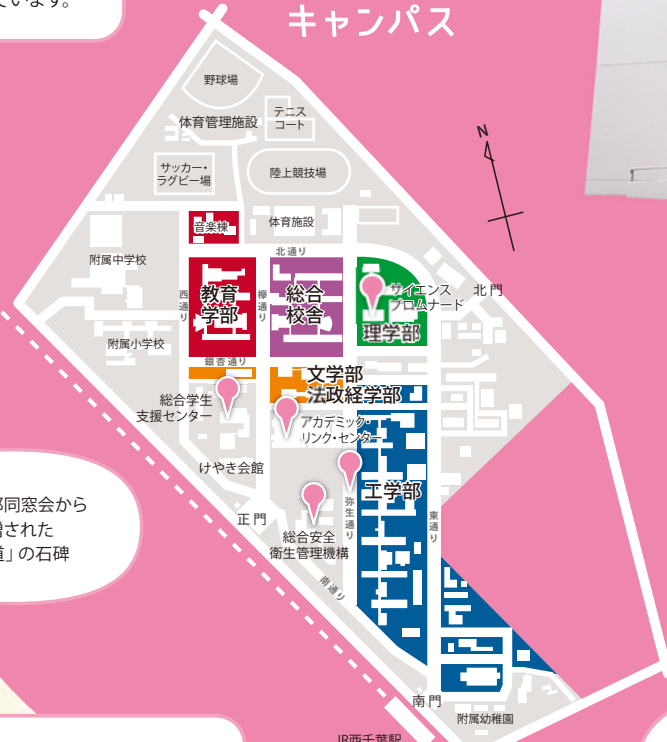 ています。
キャンパス
野球場
テニス
コート
体育管理施設
サッカー・
ラグビー場
陸上競技場
N
音楽棟
体育施設
北通り
附属中学校
西通り
教育
学部
欅通り
総合
校舎
サイエンス
プロムナード
北門
理学部
附属小学校
銀杏通り
文学部
法政経学部
総合学生
支援センター
アカデミック・
リンク・センター
けやき会館
工学部
部同窓会から
贈された
道」の石碑
正門
弥生通り
東通り
総合安全
衛生管理機構
南通り
南門
附属幼稚園
JR西千葉駅